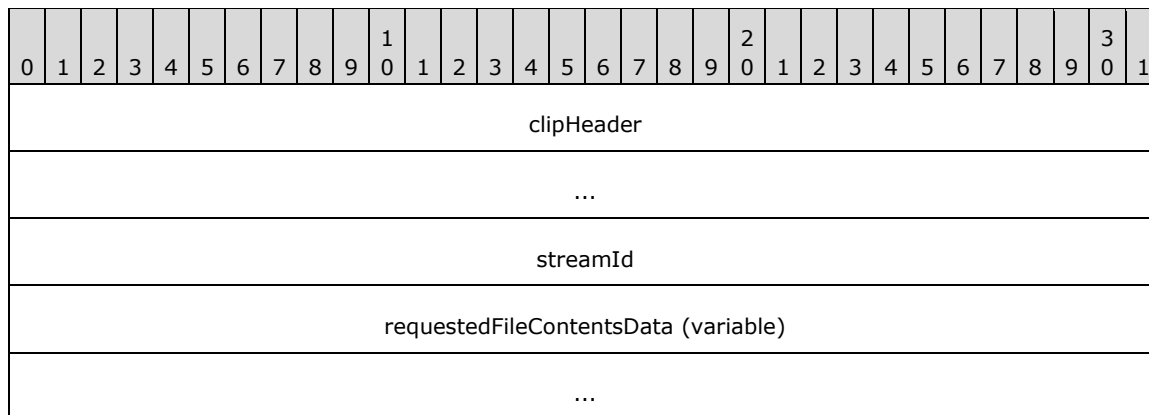 1 2 3
0 1 2 3 4 5 6 7 8 9 0 1 2 3 4 5 6 7 8 9 0 1 2 3 4 5 6 7 8 9 0 1
clipHeader
...
streamId
requestedFileContentsData (variable)
...